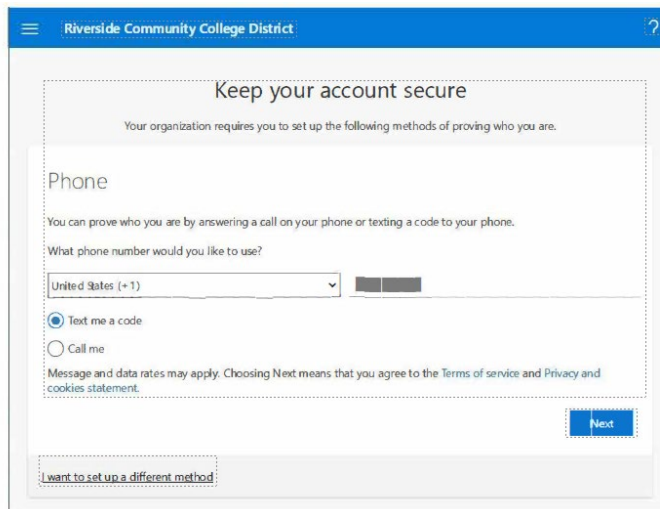 Riverside Community College District
?
Keep your account secure
Your organization requires you to set up the following methods of proving who you are.
Phone
You can prove who you are by answering a call on your phone or texting a code to your phone.
What phone number would you like to use?
United States (+1)
Text me a code
Call me
Message and data rates may apply. Choosing Next means that you agree to the Terms of service and Privacy and
cookies statement.
Next
I want to set up a different method